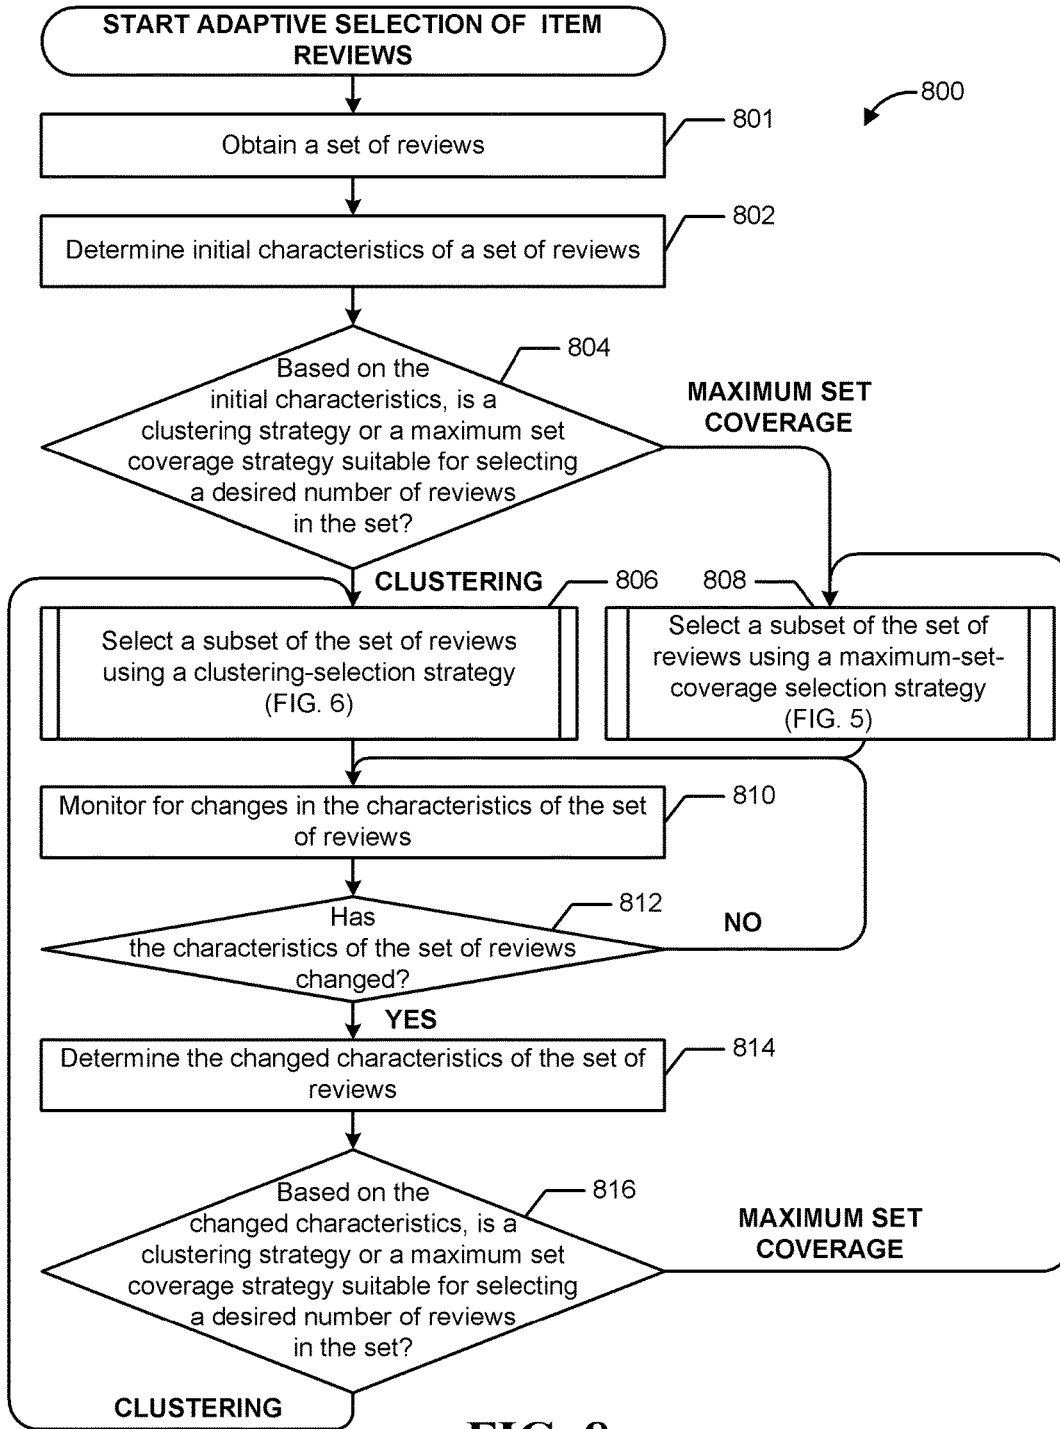 START ADAPTIVE SELECTION OF ITEM
REVIEWS
800
801
Obtain a set of reviews
802
Determine initial characteristics of a set of reviews
804
Based on the
initial characteristics, is a
clustering strategy or a maximum set
coverage strategy suitable for selecting
a desired number of reviews
in the set?
MAXIMUM SET
COVERAGE
CLUSTERING
806
808
Select a subset of the set of reviews
using a clustering-selection strategy
(FIG. 6)
Select a subset of the set of
reviews using a maximum-set-
coverage selection strategy
(FIG. 5)
810
Monitor for changes in the characteristics of the set
of reviews
812
Has
the characteristics of the set of reviews
changed?
NO
YES
814
Determine the changed characteristics of the set of
reviews
816
Based on the
changed characteristics, is a
clustering strategy or a maximum set
coverage strategy suitable for selecting
a desired number of reviews
in the set?
MAXIMUM SET
COVERAGE
CLUSTERING
FIG. 8